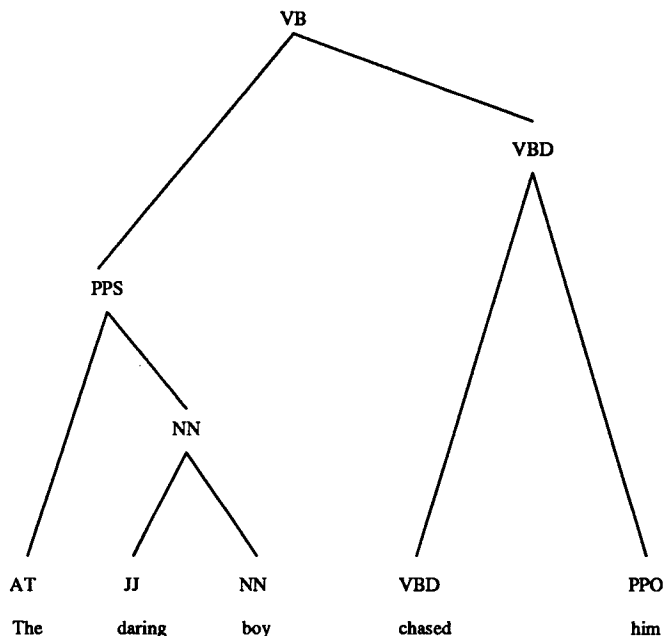 VB
VBD
PPS
NN
AT JJ NN VBD PPO
The daring boy chased him